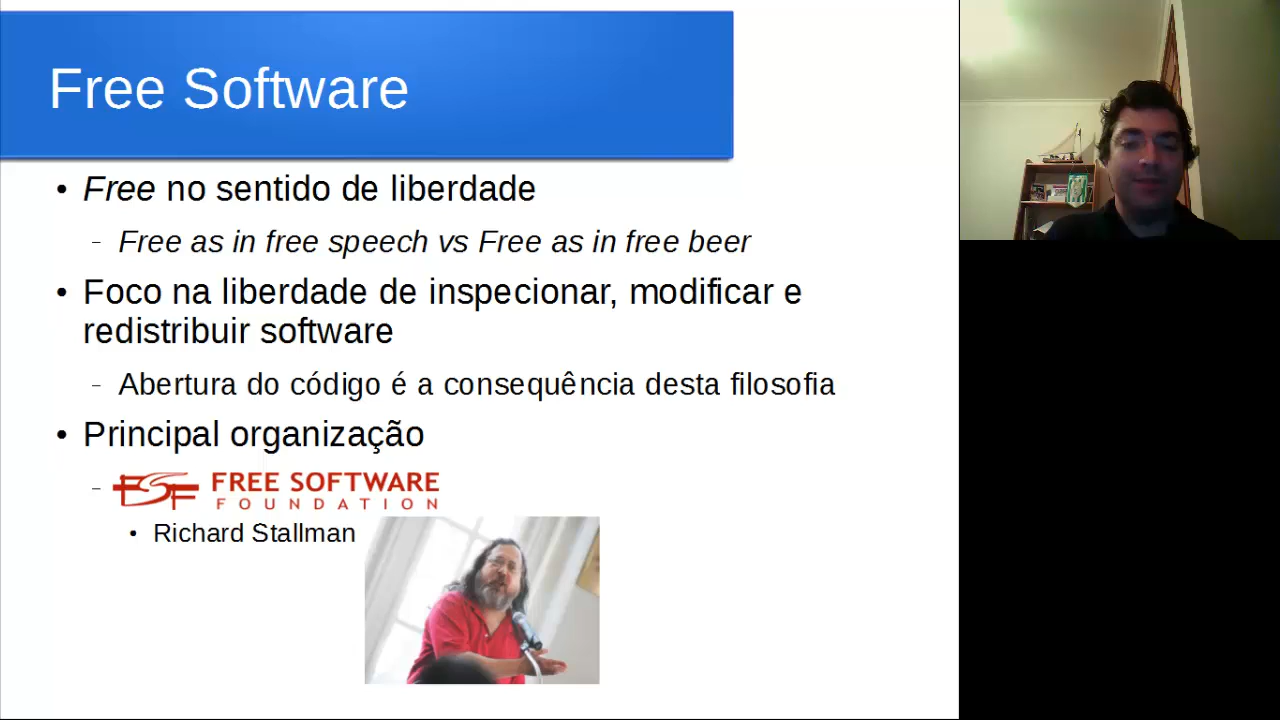 Free Software
• Free no sentido de liberdade
– Free as in free speech vs Free as in free beer
• Foco na liberdade de inspecionar, modificar e
redistribuir software
– Abertura do código é a consequência desta filosofia
• Principal organização
– FSF FREE SOFTWARE
FOUNDATION
• Richard Stallman